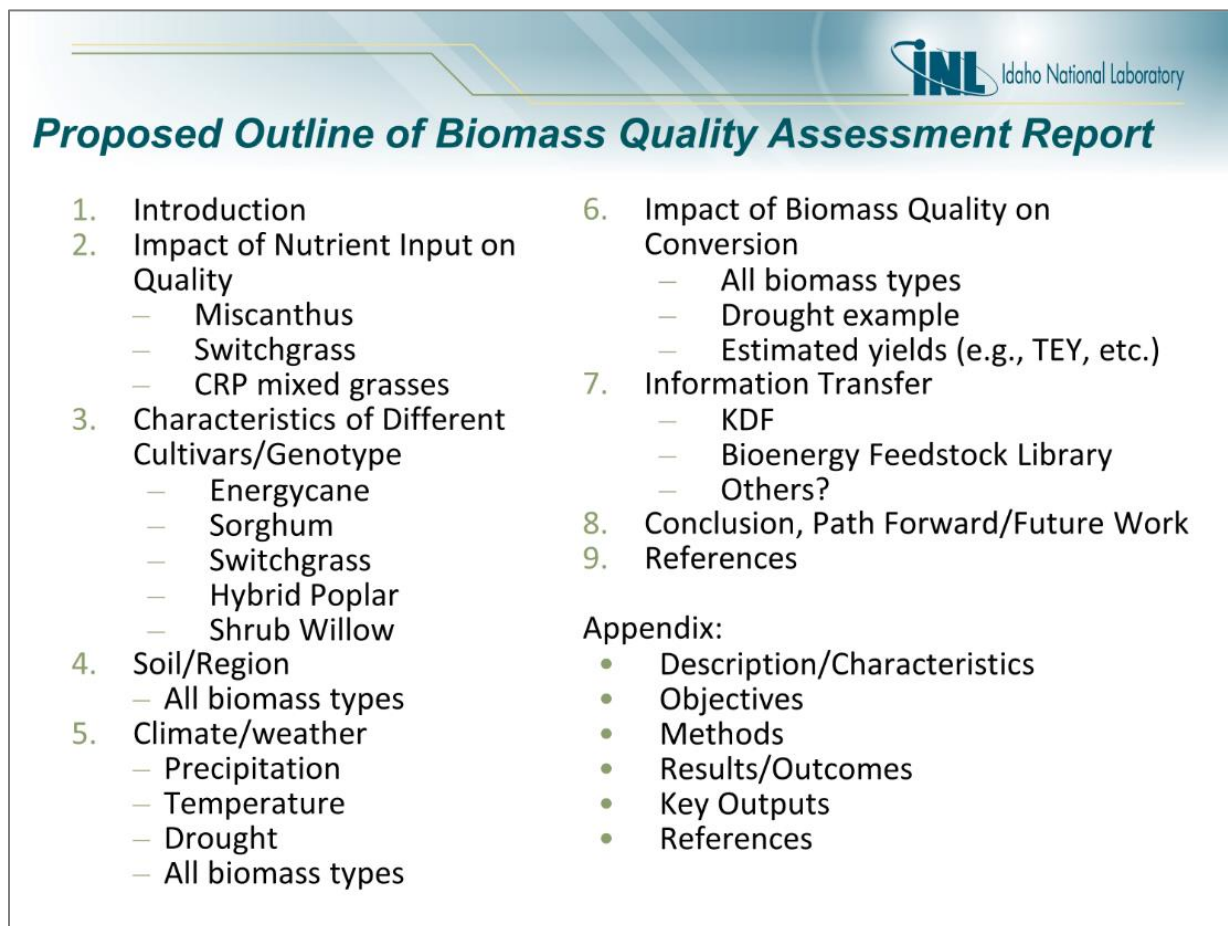 INL Idaho National Laboratory
Proposed Outline of Biomass Quality Assessment Report
1. Introduction
2. Impact of Nutrient Input on
Quality
– Miscanthus
– Switchgrass
– CRP mixed grasses
3. Characteristics of Different
Cultivars/Genotype
– Energycane
– Sorghum
– Switchgrass
– Hybrid Poplar
– Shrub Willow
4. Soil/Region
– All biomass types
5. Climate/weather
– Precipitation
– Temperature
– Drought
– All biomass types
6. Impact of Biomass Quality on
Conversion
– All biomass types
– Drought example
– Estimated yields (e.g., TEY, etc.)
7. Information Transfer
– KDF
– Bioenergy Feedstock Library
– Others?
8. Conclusion, Path Forward/Future Work
9. References
Appendix:
• Description/Characteristics
• Objectives
• Methods
• Results/Outcomes
• Key Outputs
• References